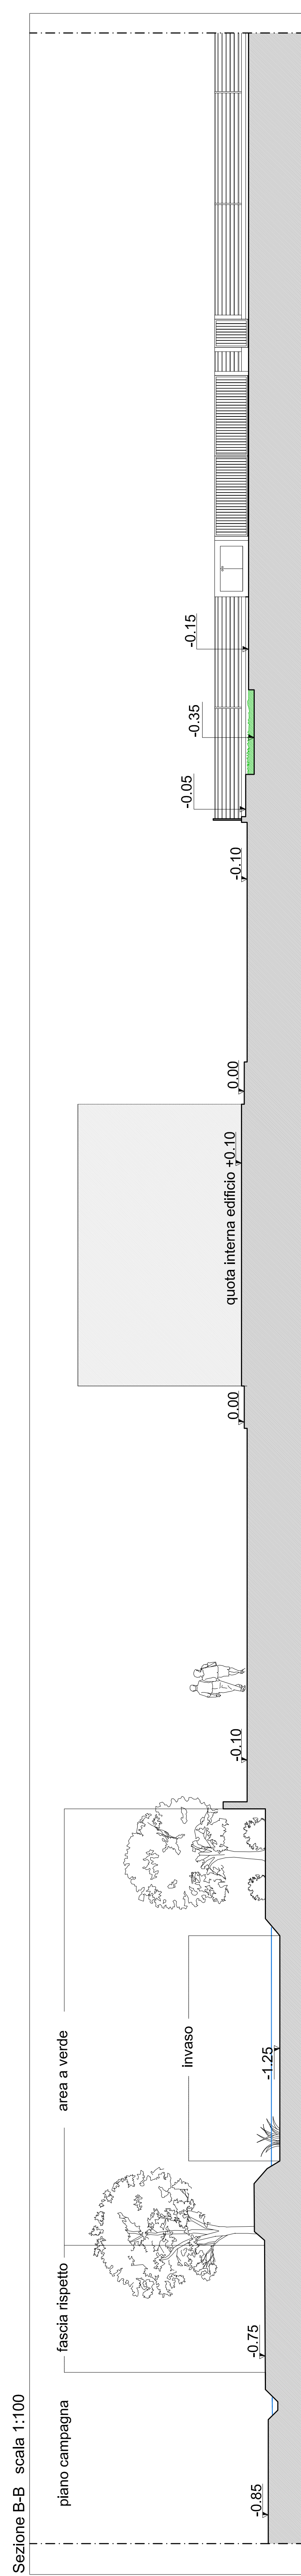 Sezione B-B scala 1:100
piano campagna
fascia rispetto
area a verde
invaso
-0.85
-0.75
-1.25
-0.10
0.00
quota interna edificio +0.10
0.00
-0.10
-0.05
-0.35
-0.15